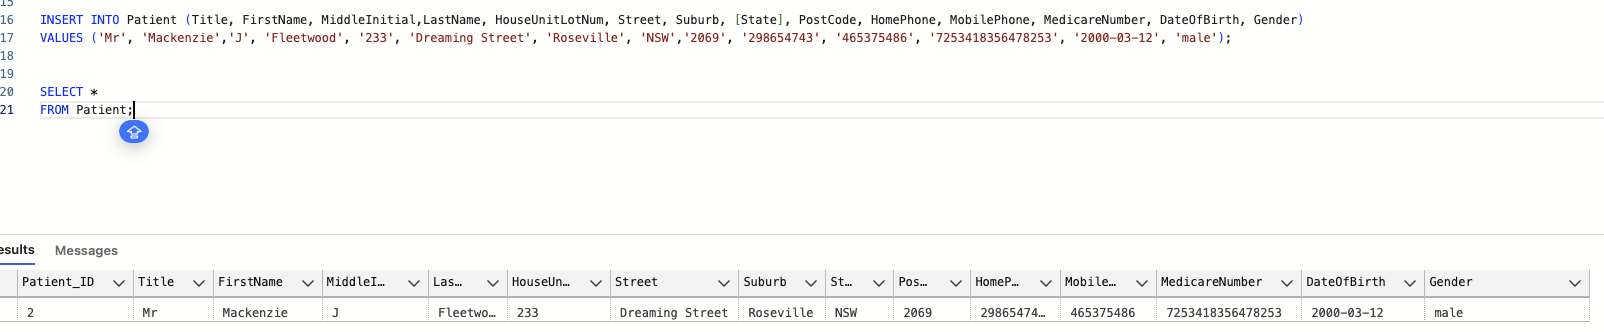 15
16 INSERT INTO Patient (Title, FirstName, MiddleInitial,LastName, HouseUnitLotNum, Street, Suburb, [State], PostCode, HomePhone, MobilePhone, MedicareNumber, DateOfBirth, Gender)
17 VALUES ('Mr', 'Mackenzie','J', 'Fleetwood', '233', 'Dreaming Street', 'Roseville', 'NSW','2069', '298654743', '465375486', '7253418356478253', '2000-03-12', 'male');
18
19
20 SELECT *
21 FROM Patient;
esults Messages
Patient_ID Title FirstName MiddleI… Las… HouseUn… Street Suburb St… Pos… HomeP… Mobile… MedicareNumber DateOfBirth Gender
2 Mr Mackenzie J Fleetwo… 233 Dreaming Street Roseville NSW 2069 29865474… 465375486 7253418356478253 2000-03-12 male